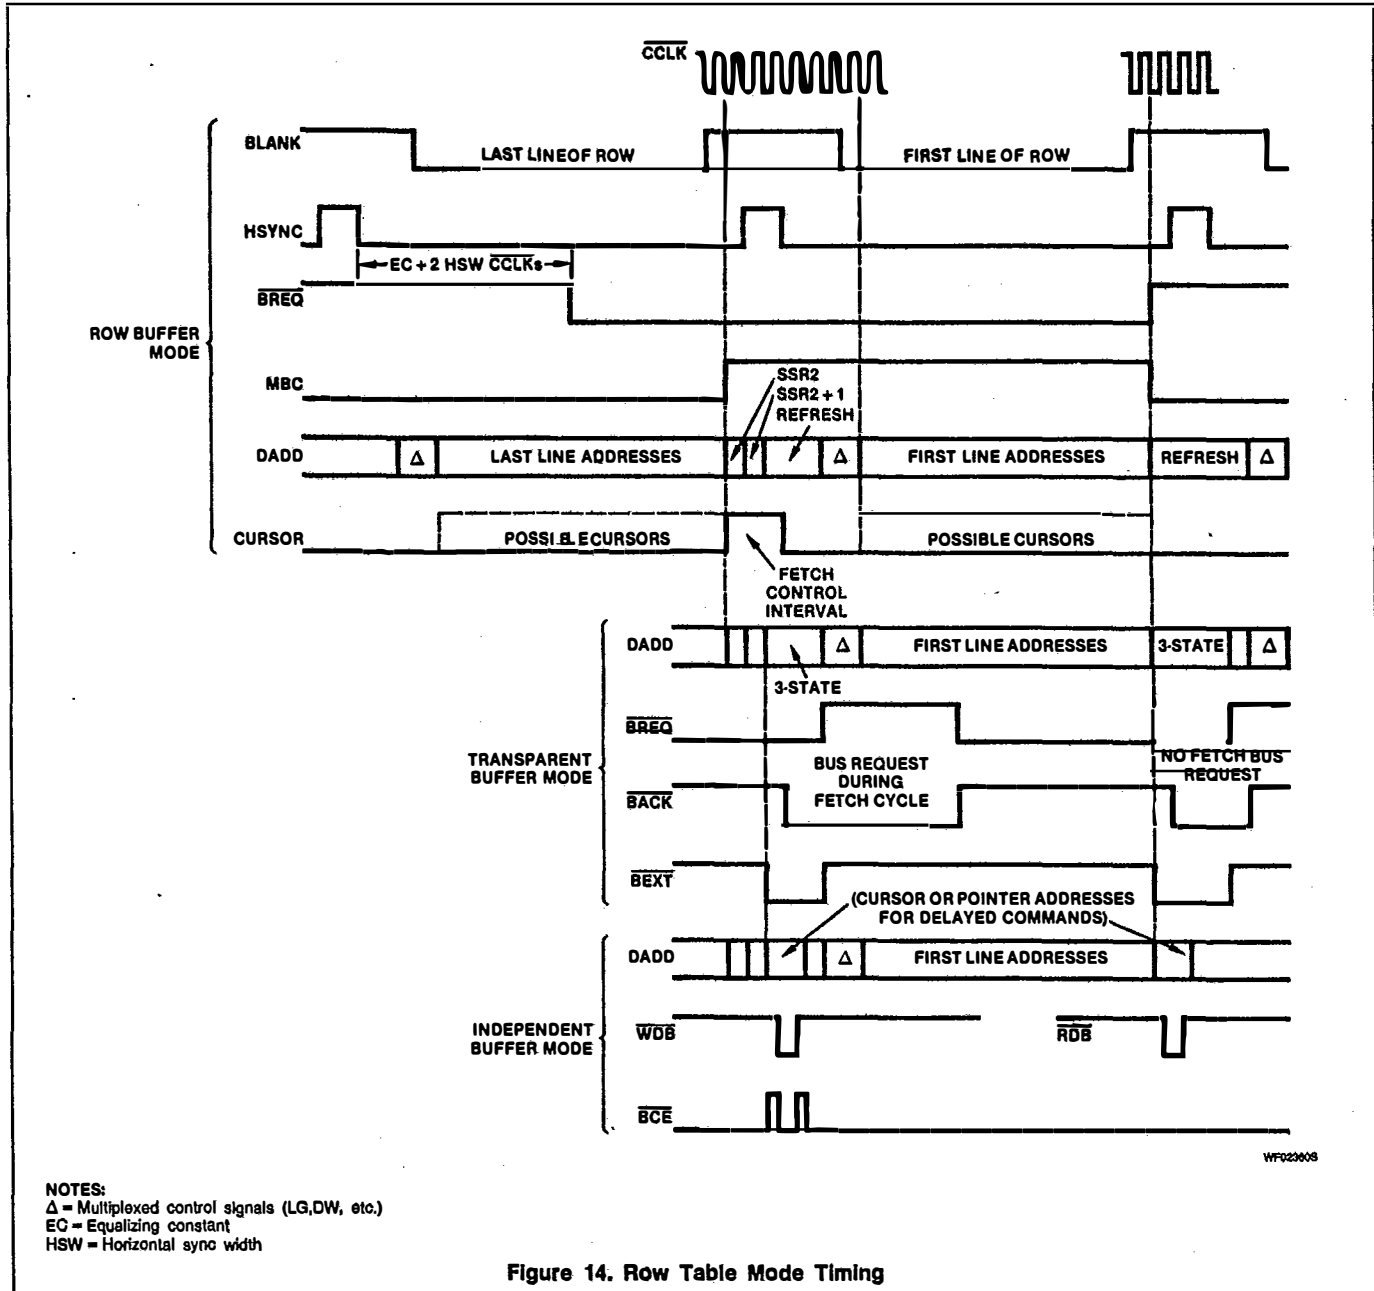 CCLK
BLANK
LAST LINE OF ROW
FIRST LINE OF ROW
HSYNC
EC + 2 HSW CCLKs
BREQ
ROW BUFFER
MODE
MBC
SSR2
SSR2 + 1
REFRESH
DADD
Δ
LAST LINE ADDRESSES
Δ
FIRST LINE ADDRESSES
REFRESH
Δ
CURSOR
POSSIBLE CURSORS
POSSIBLE CURSORS
FETCH
CONTROL
INTERVAL
DADD
Δ
FIRST LINE ADDRESSES
3-STATE
Δ
3-STATE
BREQ
TRANSPARENT
BUFFER MODE
BUS REQUEST
DURING
FETCH CYCLE
NO FETCH BUS
REQUEST
BACK
BEXT
(CURSOR OR POINTER ADDRESSES
FOR DELAYED COMMANDS)
DADD
Δ
FIRST LINE ADDRESSES
INDEPENDENT
BUFFER MODE
WDB
RDB
BCE
WF02360S
NOTES:
Δ = Multiplexed control signals (LG,DW, etc.)
EC = Equalizing constant
HSW = Horizontal sync width
Figure 14. Row Table Mode Timing